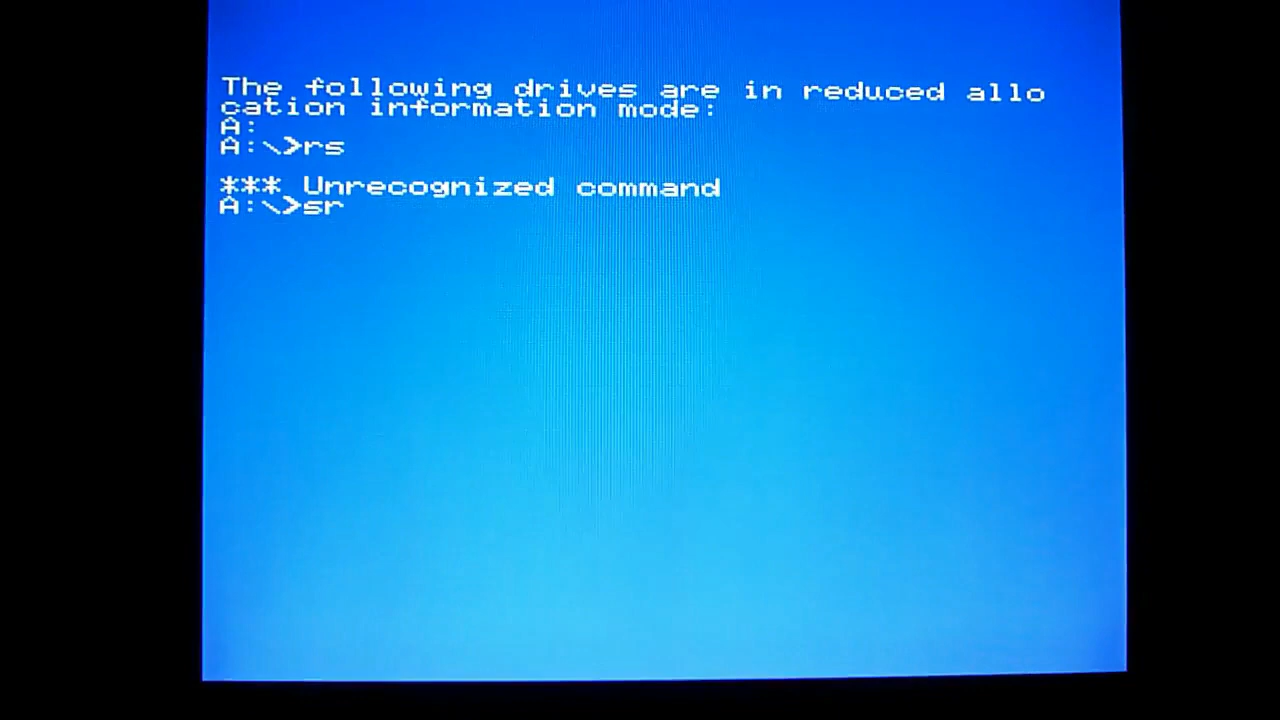 The following drives are in reduced allo
cation information mode:
A:
A:\>rs
*** Unrecognized command
A:\>sr